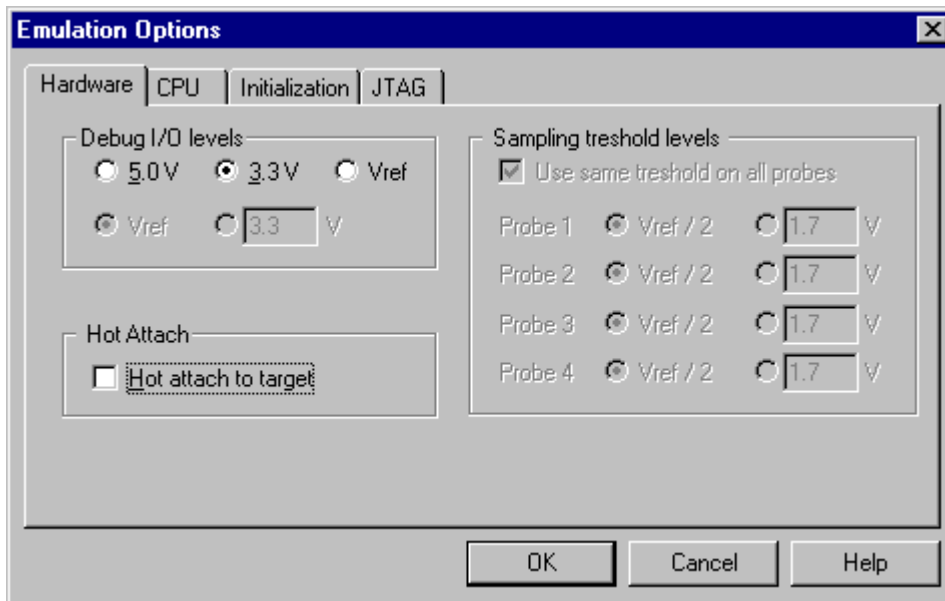 Emulation Options
Hardware CPU Initialization JTAG
Debug I/O levels
5.0 V 3.3 V Vref
Vref 3.3 V
Hot Attach
Hot attach to target
Sampling treshold levels
Use same treshold on all probes
Probe 1 Vref / 2 1.7 V
Probe 2 Vref / 2 1.7 V
Probe 3 Vref / 2 1.7 V
Probe 4 Vref / 2 1.7 V
OK Cancel Help